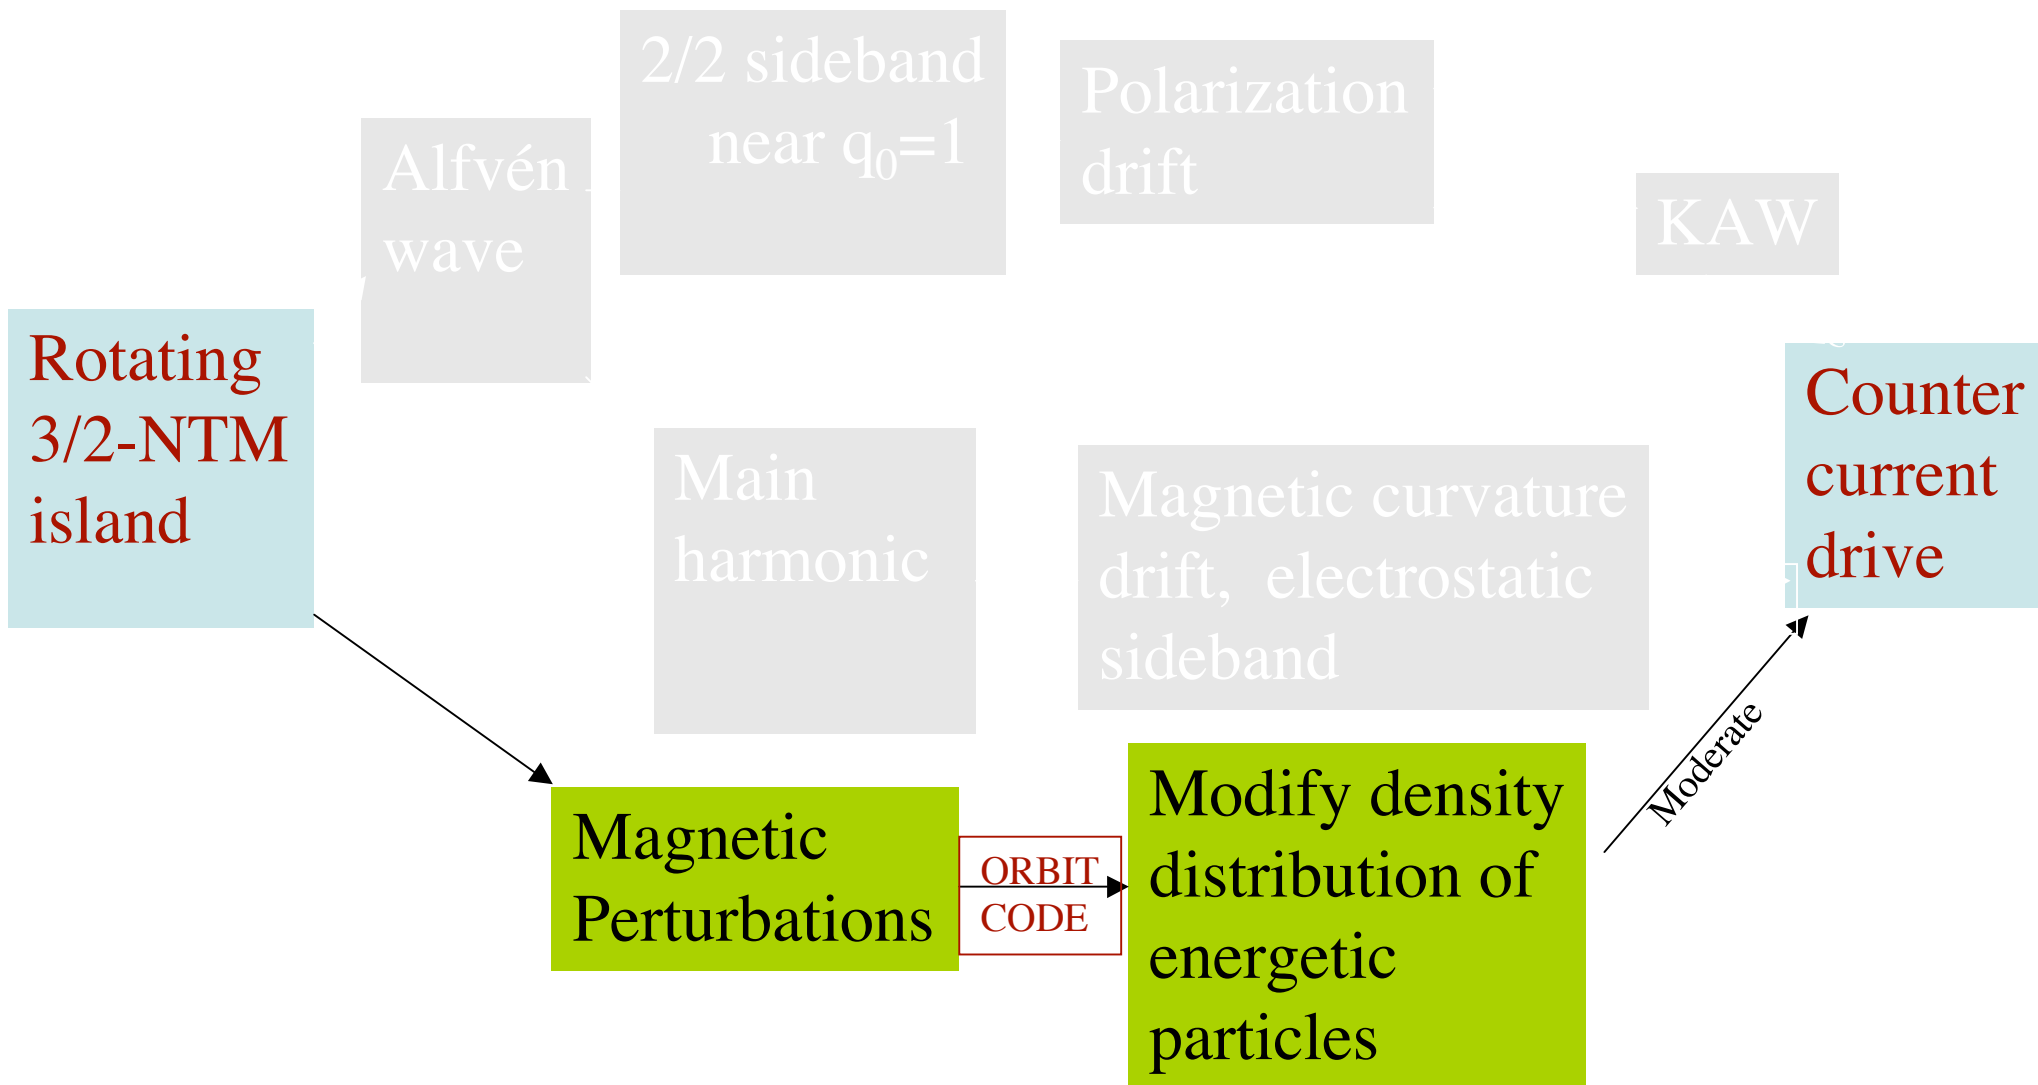 2/2 sideband
near q₀=1
Polarization
drift
Alfvén
wave
KAW
Rotating
3/2-NTM
island
Counter
current
drive
Main
harmonic
Magnetic curvature
drift, electrostatic
sideband
Moderate
Magnetic
Perturbations
ORBIT
CODE
Modify density
distribution of
energetic
particles